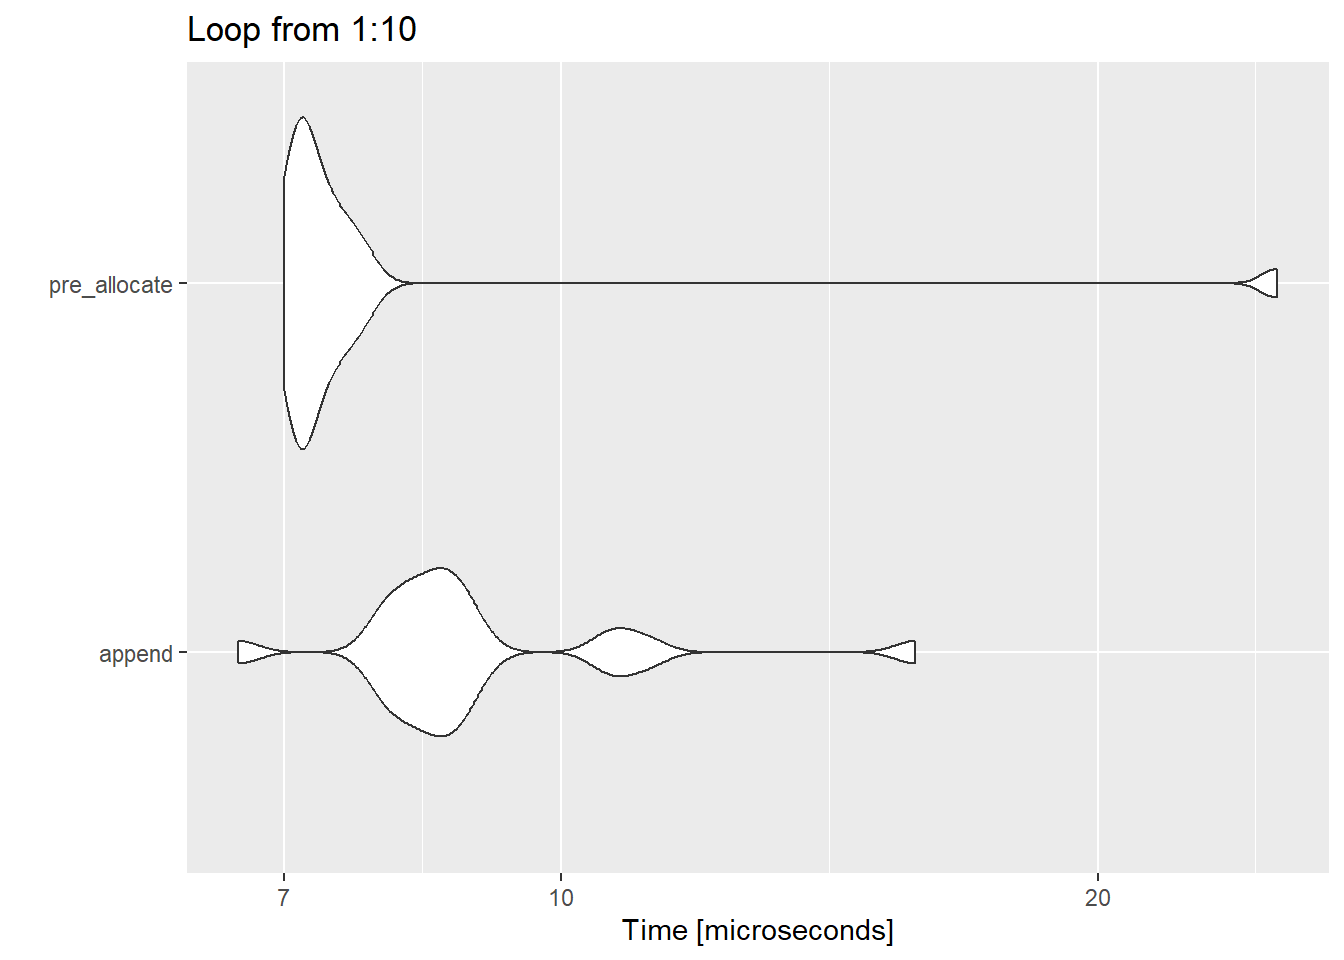 Loop from 1:10
pre_allocate
append
7
10
20
Time [microseconds]